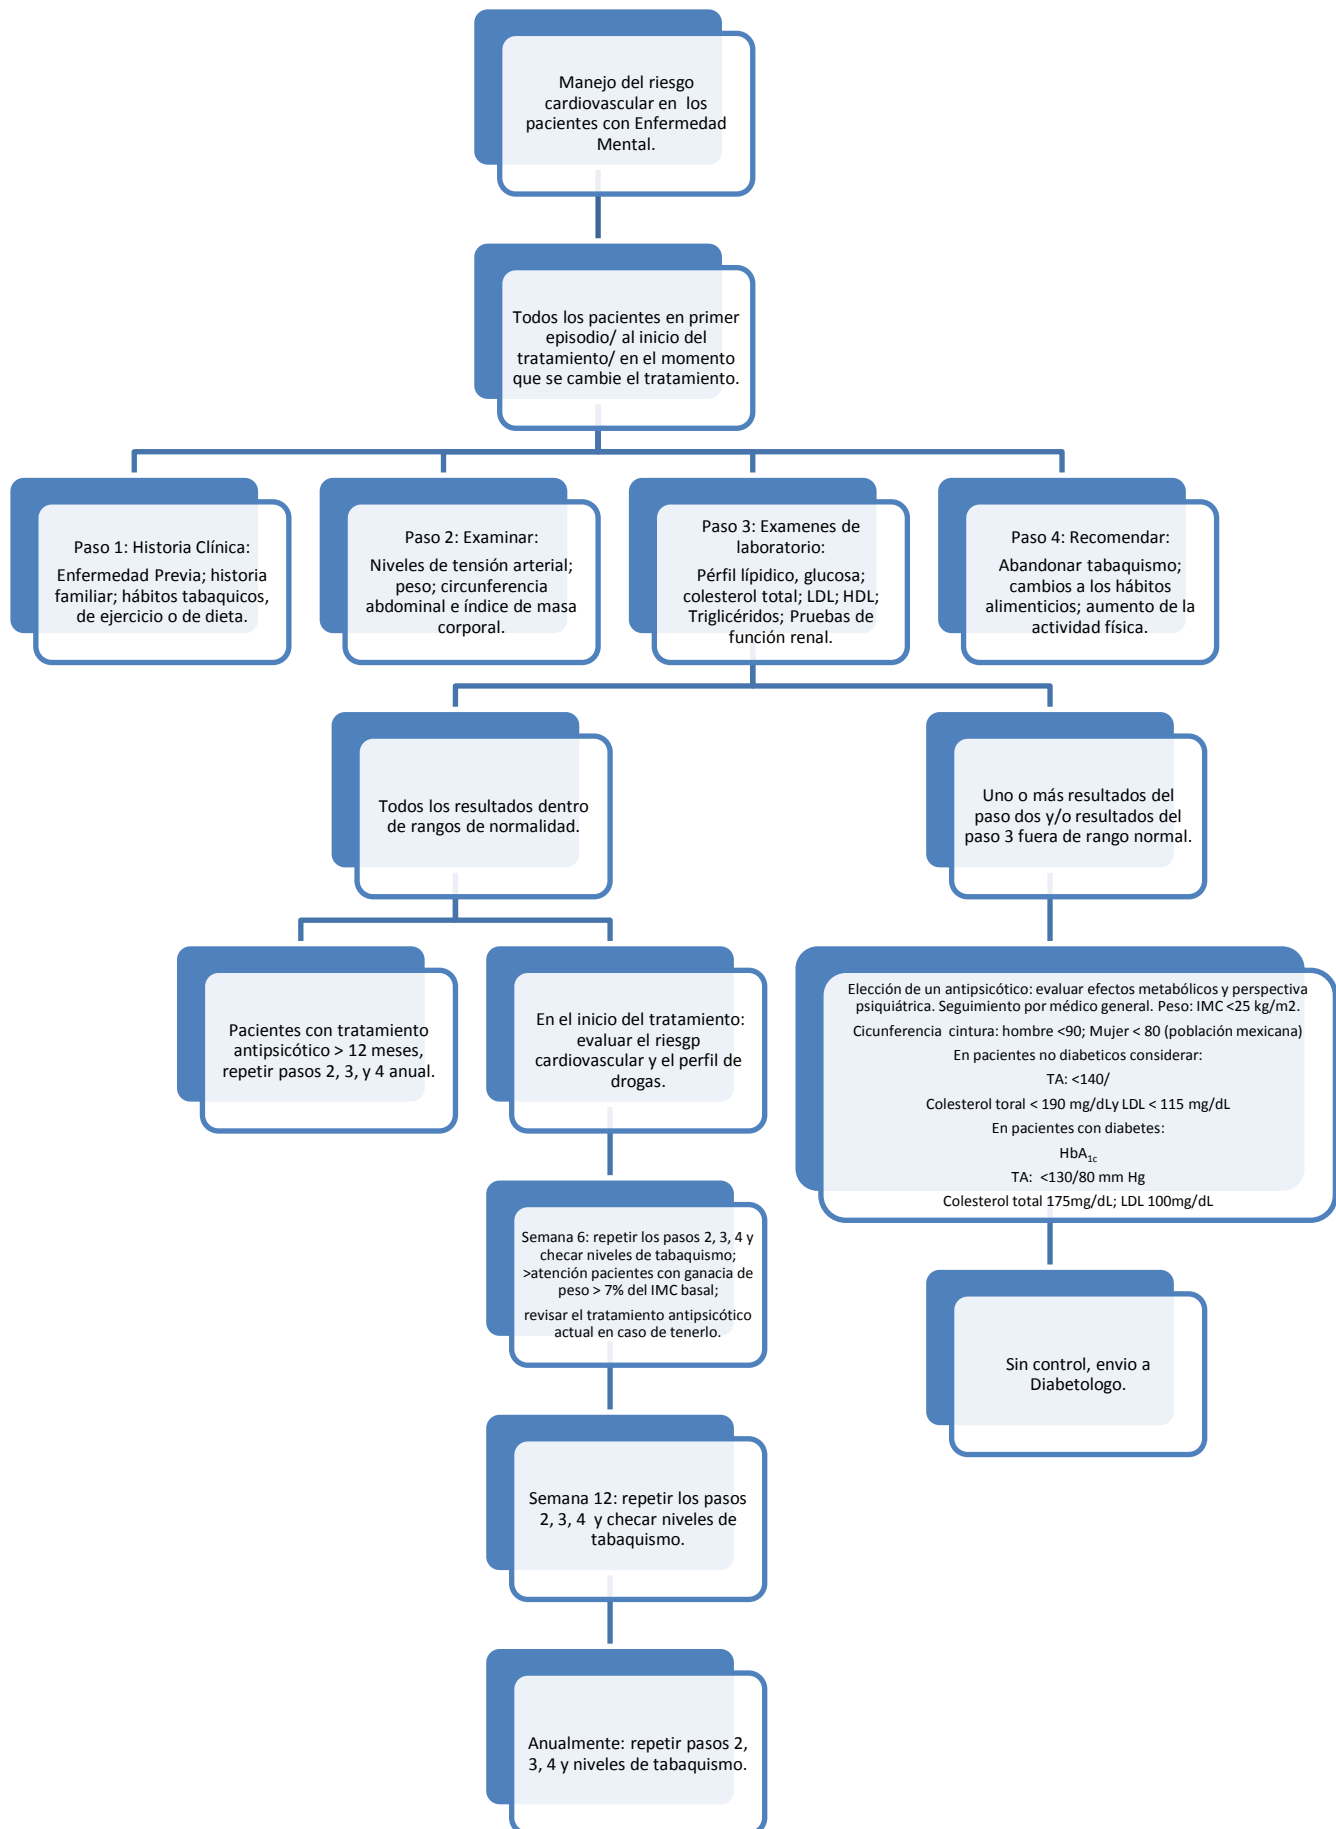 Manejo del riesgo
cardiovascular en  los
pacientes con Enfermedad
Mental.
Todos los pacientes en primer
episodio/ al inicio del
tratamiento/ en el momento
que se cambie el tratamiento.
Paso 1: Historia Clínica:
Enfermedad Previa; historia
familiar; hábitos tabaquicos,
de ejercicio o de dieta.
Paso 2: Examinar:
Niveles de tensión arterial;
peso; circunferencia
abdominal e índice de masa
corporal.
Paso 3: Examenes de
laboratorio:
Pérfil lípidico, glucosa;
colesterol total; LDL; HDL;
Triglicéridos; Pruebas de
función renal.
Paso 4: Recomendar:
Abandonar tabaquismo;
cambios a los hábitos
alimenticios; aumento de la
actividad física.
Todos los resultados dentro
de rangos de normalidad.
Uno o más resultados del
paso dos y/o resultados del
paso 3 fuera de rango normal.
Pacientes con tratamiento
antipsicótico > 12 meses,
repetir pasos 2, 3, y 4 anual.
En el inicio del tratamiento:
evaluar el riesgp
cardiovascular y el perfil de
drogas.
Elección de un antipsicótico: evaluar efectos metabólicos y perspectiva
psiquiátrica. Seguimiento por médico general. Peso: IMC <25 kg/m2.
Cicunferencia  cintura: hombre <90; Mujer < 80 (población mexicana)
En pacientes no diabeticos considerar:
TA: <140/
Colesterol toral < 190 mg/dLy LDL < 115 mg/dL
En pacientes con diabetes:
HbA1c
TA:  <130/80 mm Hg
Colesterol total 175mg/dL; LDL 100mg/dL
Semana 6: repetir los pasos 2, 3, 4 y
checar niveles de tabaquismo;
>atención pacientes con ganacia de
peso > 7% del IMC basal;
revisar el tratamiento antipsicótico
actual en caso de tenerlo.
Sin control, envio a
Diabetologo.
Semana 12: repetir los pasos
2, 3, 4  y checar niveles de
tabaquismo.
Anualmente: repetir pasos 2,
3, 4 y niveles de tabaquismo.